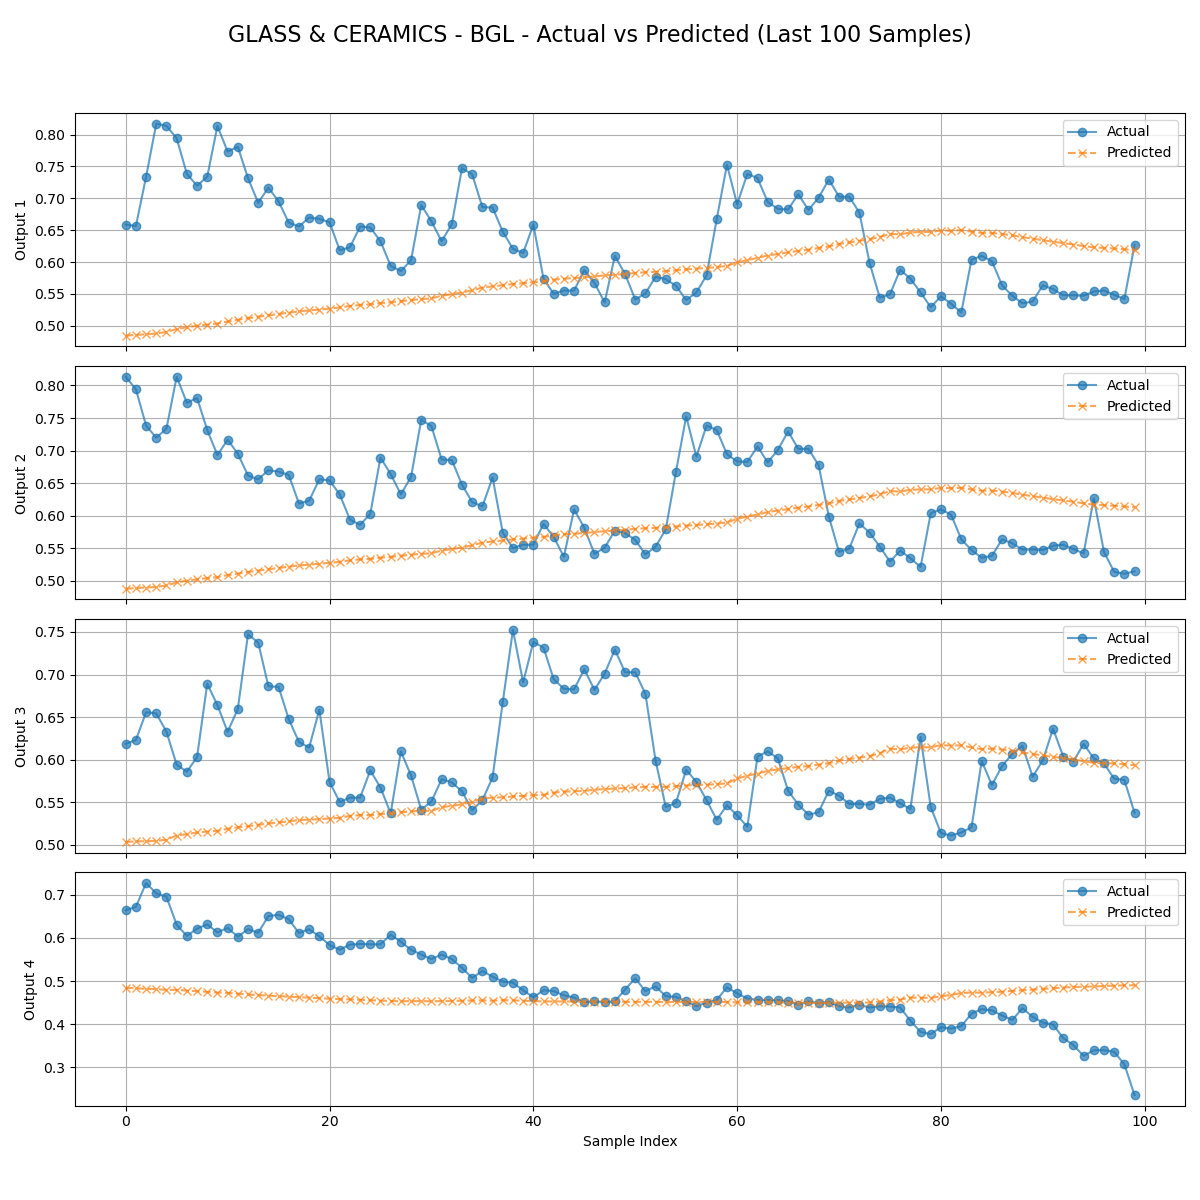 GLASS & CERAMICS - BGL - Actual vs Predicted (Last 100 Samples)
Output 1
0.80
0.75
0.70
0.65
0.60
0.55
0.50
Actual
Predicted
Output 2
0.80
0.75
0.70
0.65
0.60
0.55
0.50
Actual
Predicted
Output 3
0.75
0.70
0.65
0.60
0.55
0.50
Actual
Predicted
Output 4
0.7
0.6
0.5
0.4
0.3
Actual
Predicted
0 20 40 60 80 100
Sample Index